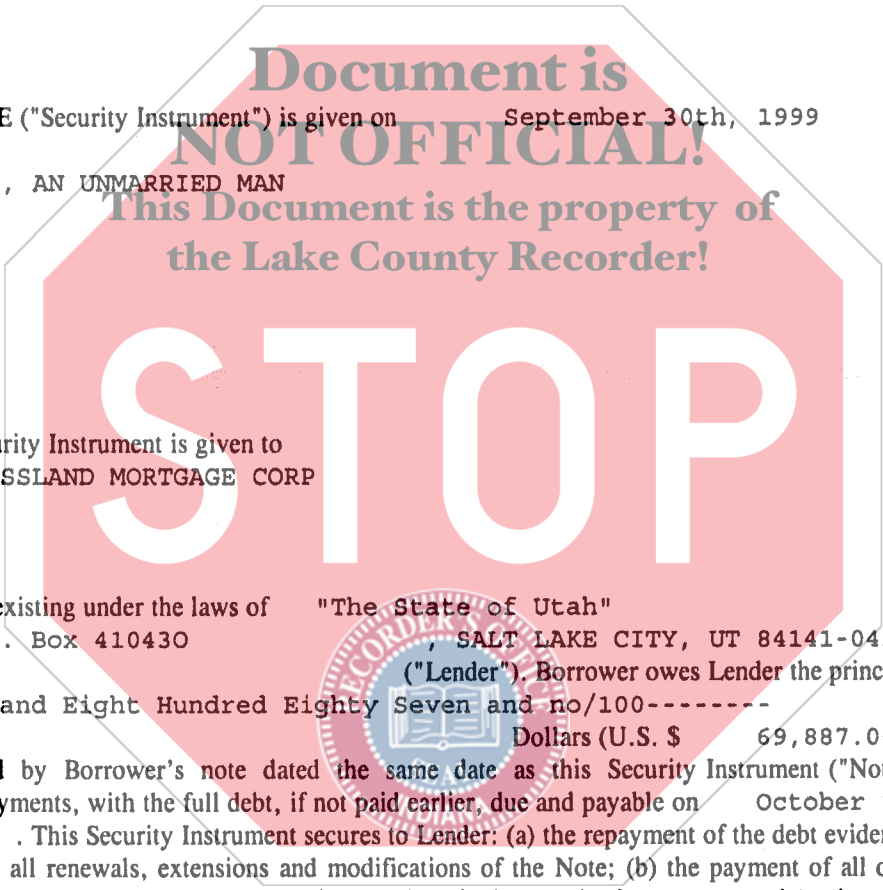 Document is
E ("Security Instrument") is given on September 30th, 1999
NOT OFFICIAL!
, AN UNMARRIED MAN
This Document is the property of
the Lake County Recorder!
STOP
urity Instrument is given to
SSLAND MORTGAGE CORP
existing under the laws of "The State of Utah"
. Box 410430 , SALT LAKE CITY, UT 84141-04
("Lender"). Borrower owes Lender the princ
and Eight Hundred Eighty Seven and no/100--------
Dollars (U.S. $ 69,887.0
d by Borrower's note dated the same date as this Security Instrument ("No
yments, with the full debt, if not paid earlier, due and payable on October
. This Security Instrument secures to Lender: (a) the repayment of the debt evider
all renewals, extensions and modifications of the Note; (b) the payment of all o
RECORDER'S OFFICE
INDIANA